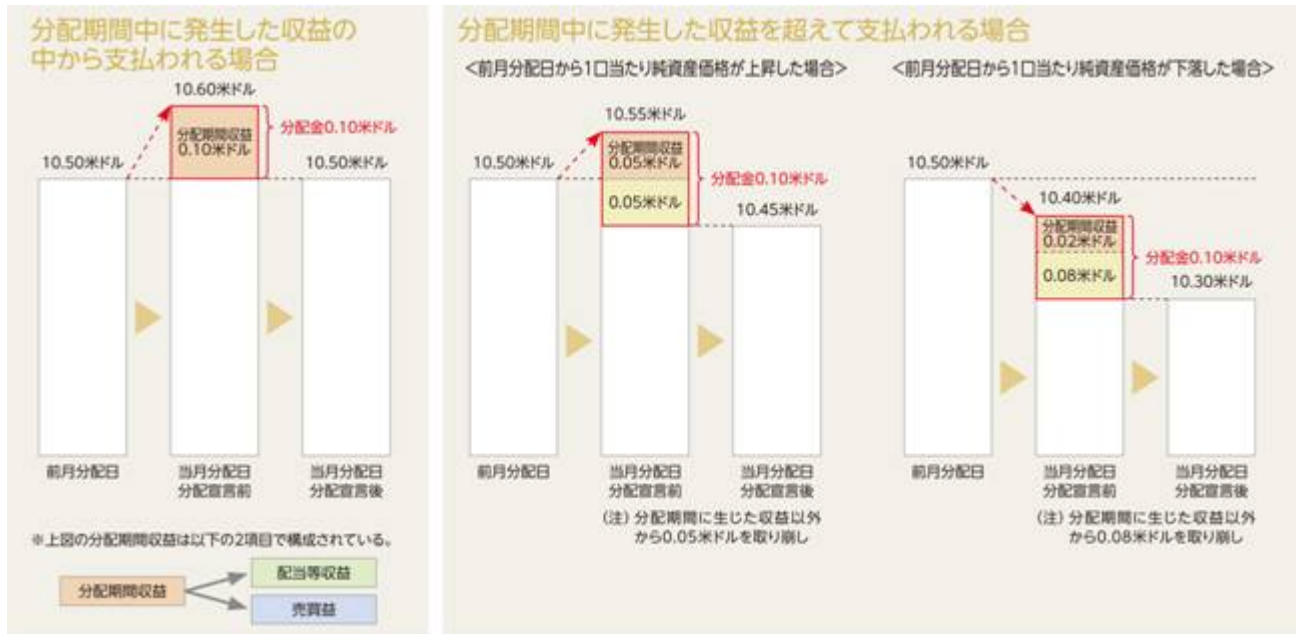 分配期間中に発生した収益の
中から支払われる場合
10.60米ドル
分配期間収益
0.10米ドル
分配金0.10米ドル
10.50米ドル
10.50米ドル
前月分配日
当月分配日
分配宣言前
当月分配日
分配宣言後
※上図の分配期間収益は以下の2項目で構成されている。
分配期間収益
配当等収益
売買益
分配期間中に発生した収益を超えて支払われる場合
<前月分配日から1口当たり純資産価格が上昇した場合>
10.55米ドル
10.50米ドル
分配期間収益
0.05米ドル
分配金0.10米ドル
0.05米ドル
10.45米ドル
前月分配日
当月分配日
分配宣言前
当月分配日
分配宣言後
(注)分配期間に生じた収益以外
から0.05米ドルを取り崩し
<前月分配日から1口当たり純資産価格が下落した場合>
10.50米ドル
10.40米ドル
分配期間収益
0.02米ドル
分配金0.10米ドル
0.08米ドル
10.30米ドル
前月分配日
当月分配日
分配宣言前
当月分配日
分配宣言後
(注)分配期間に生じた収益以外
から0.08米ドルを取り崩し